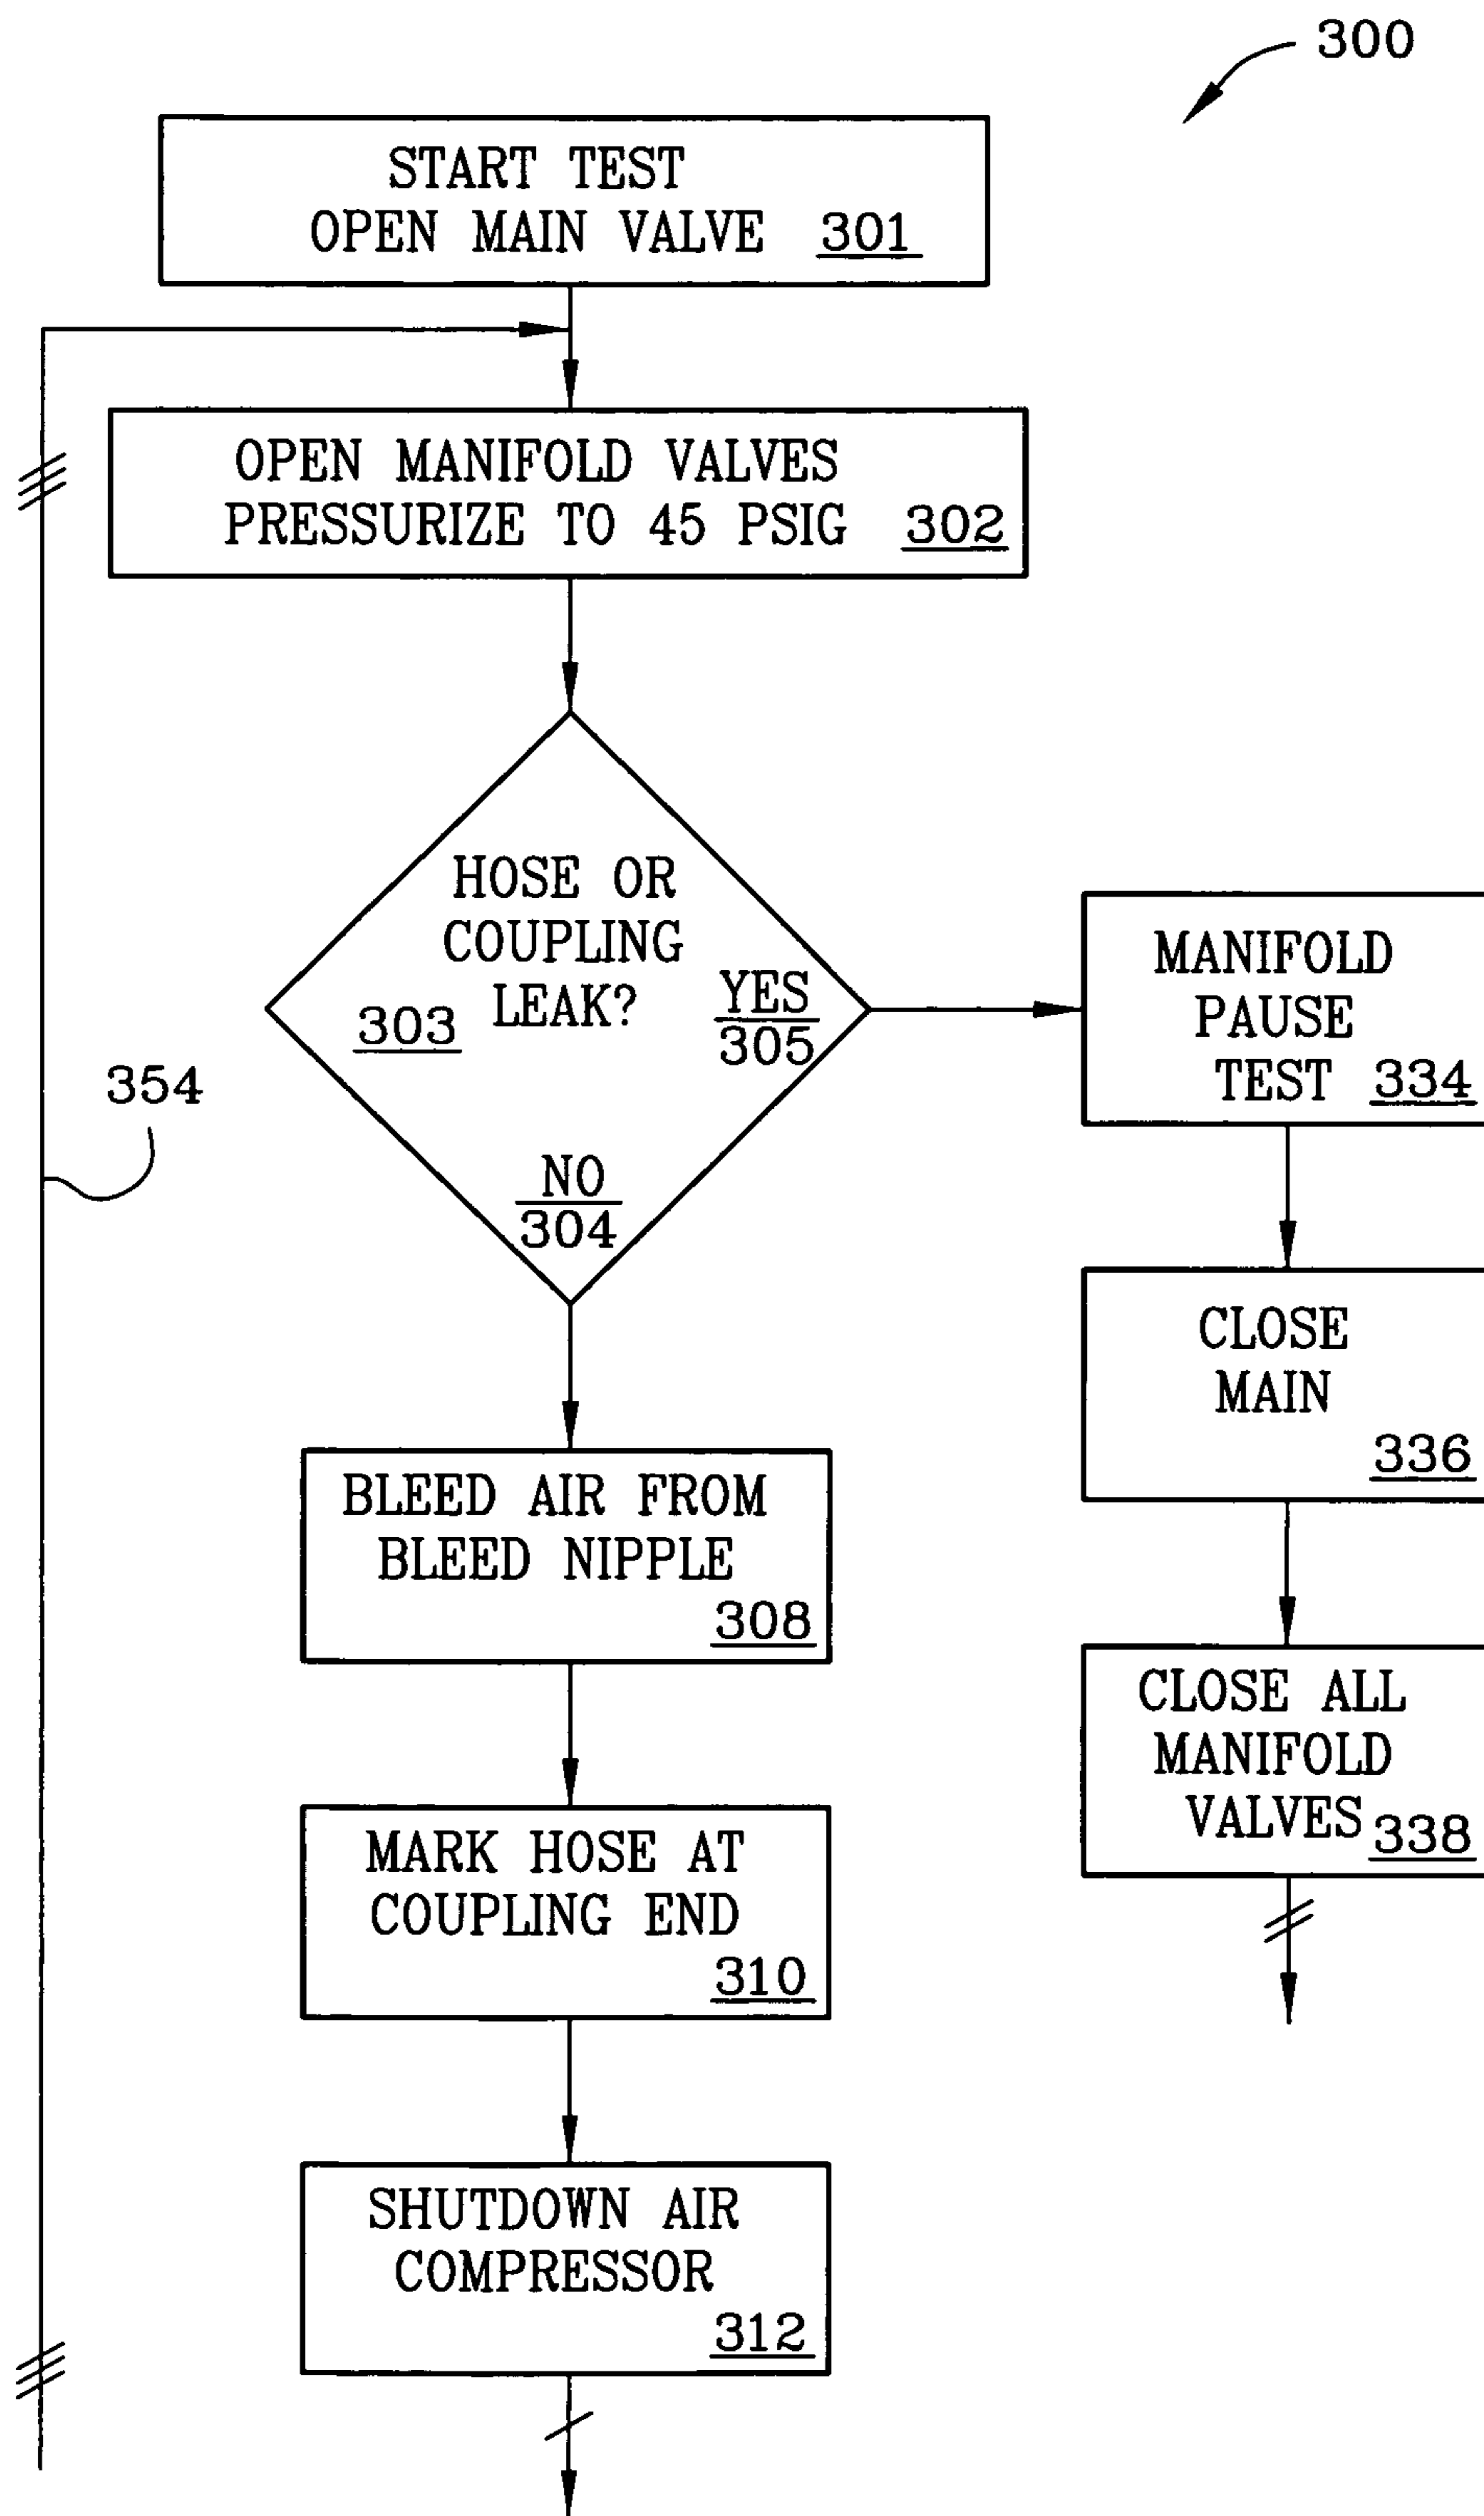 300
START TEST
OPEN MAIN VALVE 301
OPEN MANIFOLD VALVES
PRESSURIZE TO 45 PSIG 302
HOSE OR
COUPLING
LEAK?
303
YES
305
NO
304
354
MANIFOLD
PAUSE
TEST 334
CLOSE
MAIN
336
CLOSE ALL
MANIFOLD
VALVES 338
BLEED AIR FROM
BLEED NIPPLE
308
MARK HOSE AT
COUPLING END
310
SHUTDOWN AIR
COMPRESSOR
312